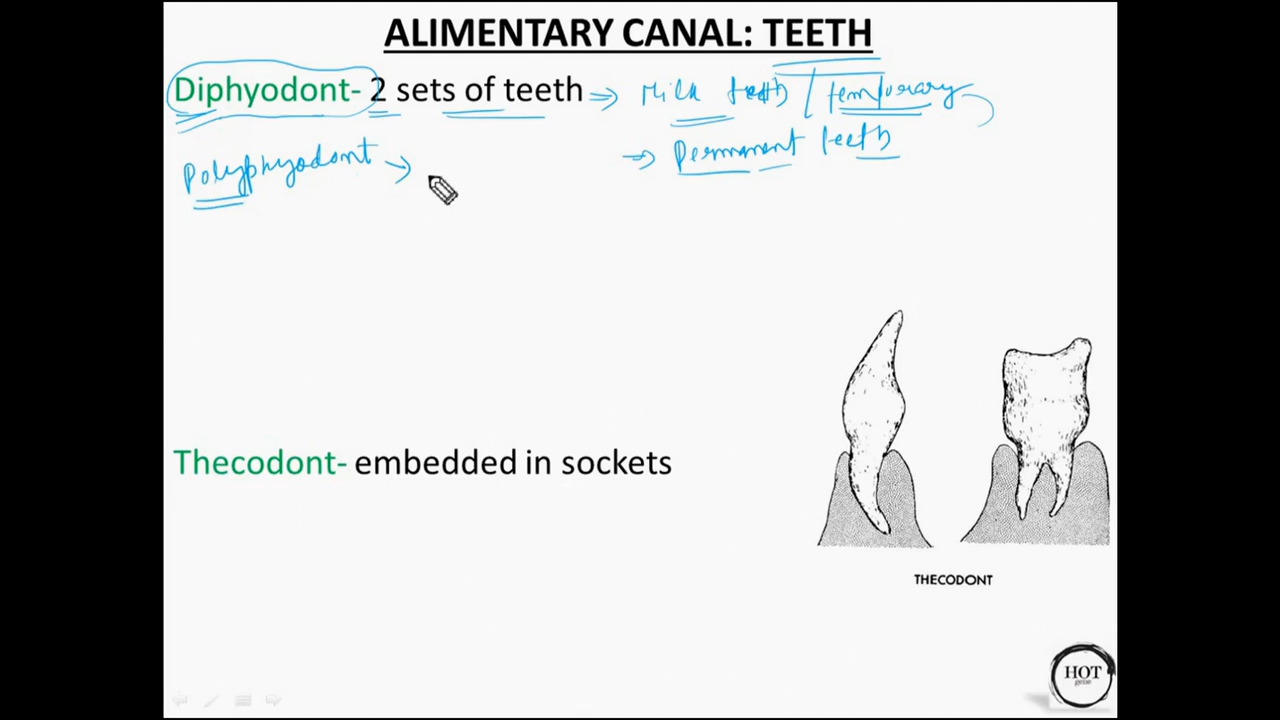 ALIMENTARY CANAL: TEETH
Diphyodont- 2 sets of teeth => Milk teeth / temporary
=> Permanent teeth
Polyphyodont →
Thecodont- embedded in sockets
THECODONT
HOT